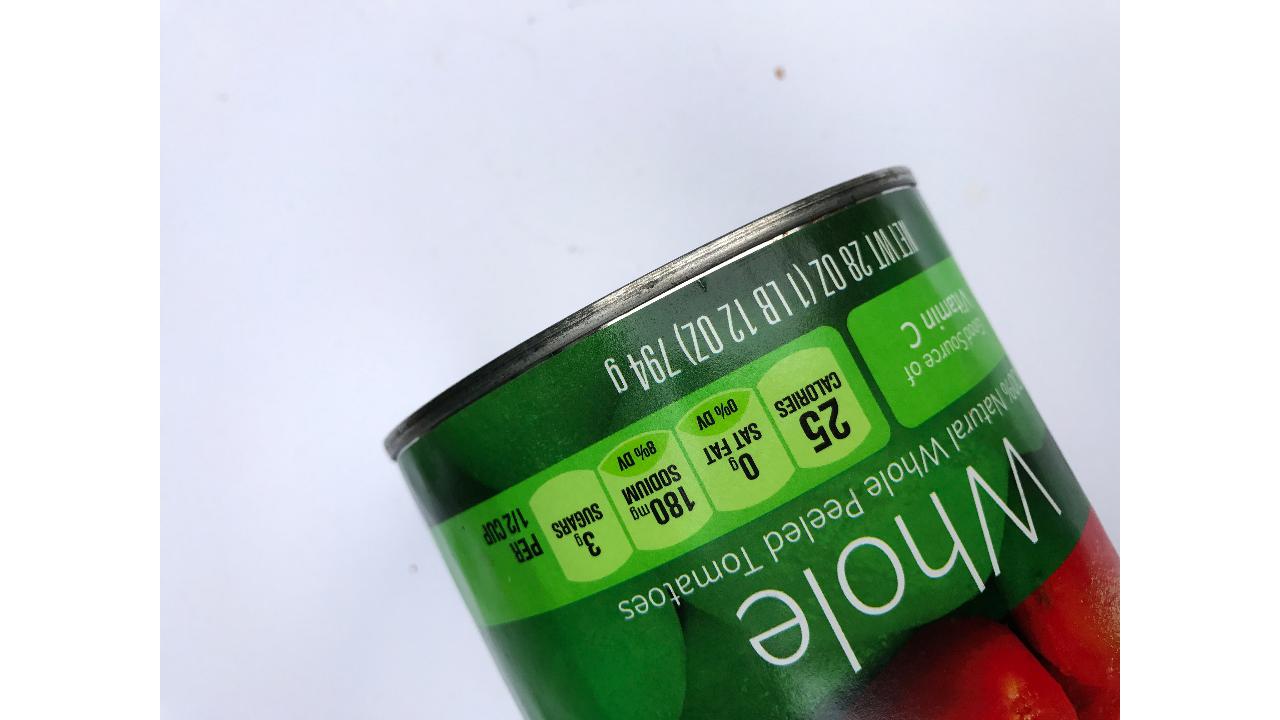 Whole
100% Natural Whole Peeled Tomatoes
Good Source of
Vitamin C
25
CALORIES
0g
SAT FAT
0% DV
180mg
SODIUM
8% DV
3g
SUGARS
PER
1/2 CUP
NET WT 28 OZ (1 LB 12 OZ) 794 g